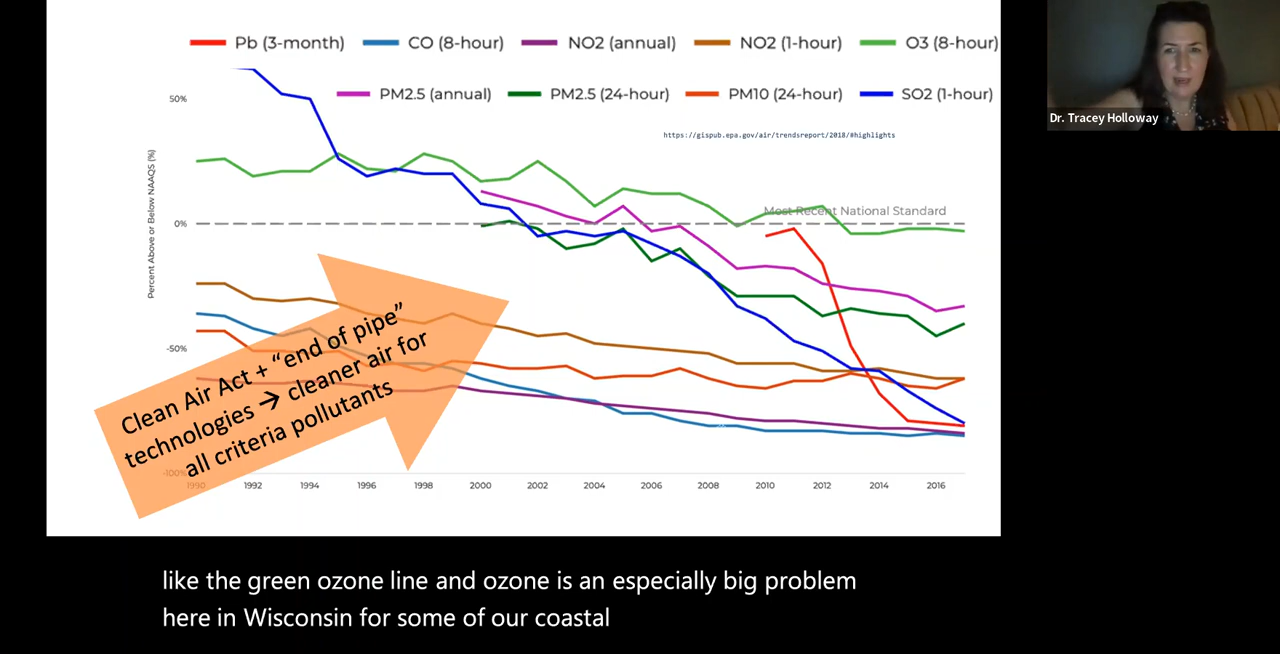 Pb (3-month) CO (8-hour) NO2 (annual) NO2 (1-hour) O3 (8-hour)
PM2.5 (annual) PM2.5 (24-hour) PM10 (24-hour) SO2 (1-hour)
https://gispub.epa.gov/air/trendsreport/2018/#highlights
Dr. Tracey Holloway
Percent Above or Below NAAQS (%)
50%
0%
-50%
-100%
Most Recent National Standard
Clean Air Act + “end of pipe”
technologies → cleaner air for
all criteria pollutants
1990 1992 1994 1996 1998 2000 2002 2004 2006 2008 2010 2012 2014 2016
like the green ozone line and ozone is an especially big problem
here in Wisconsin for some of our coastal